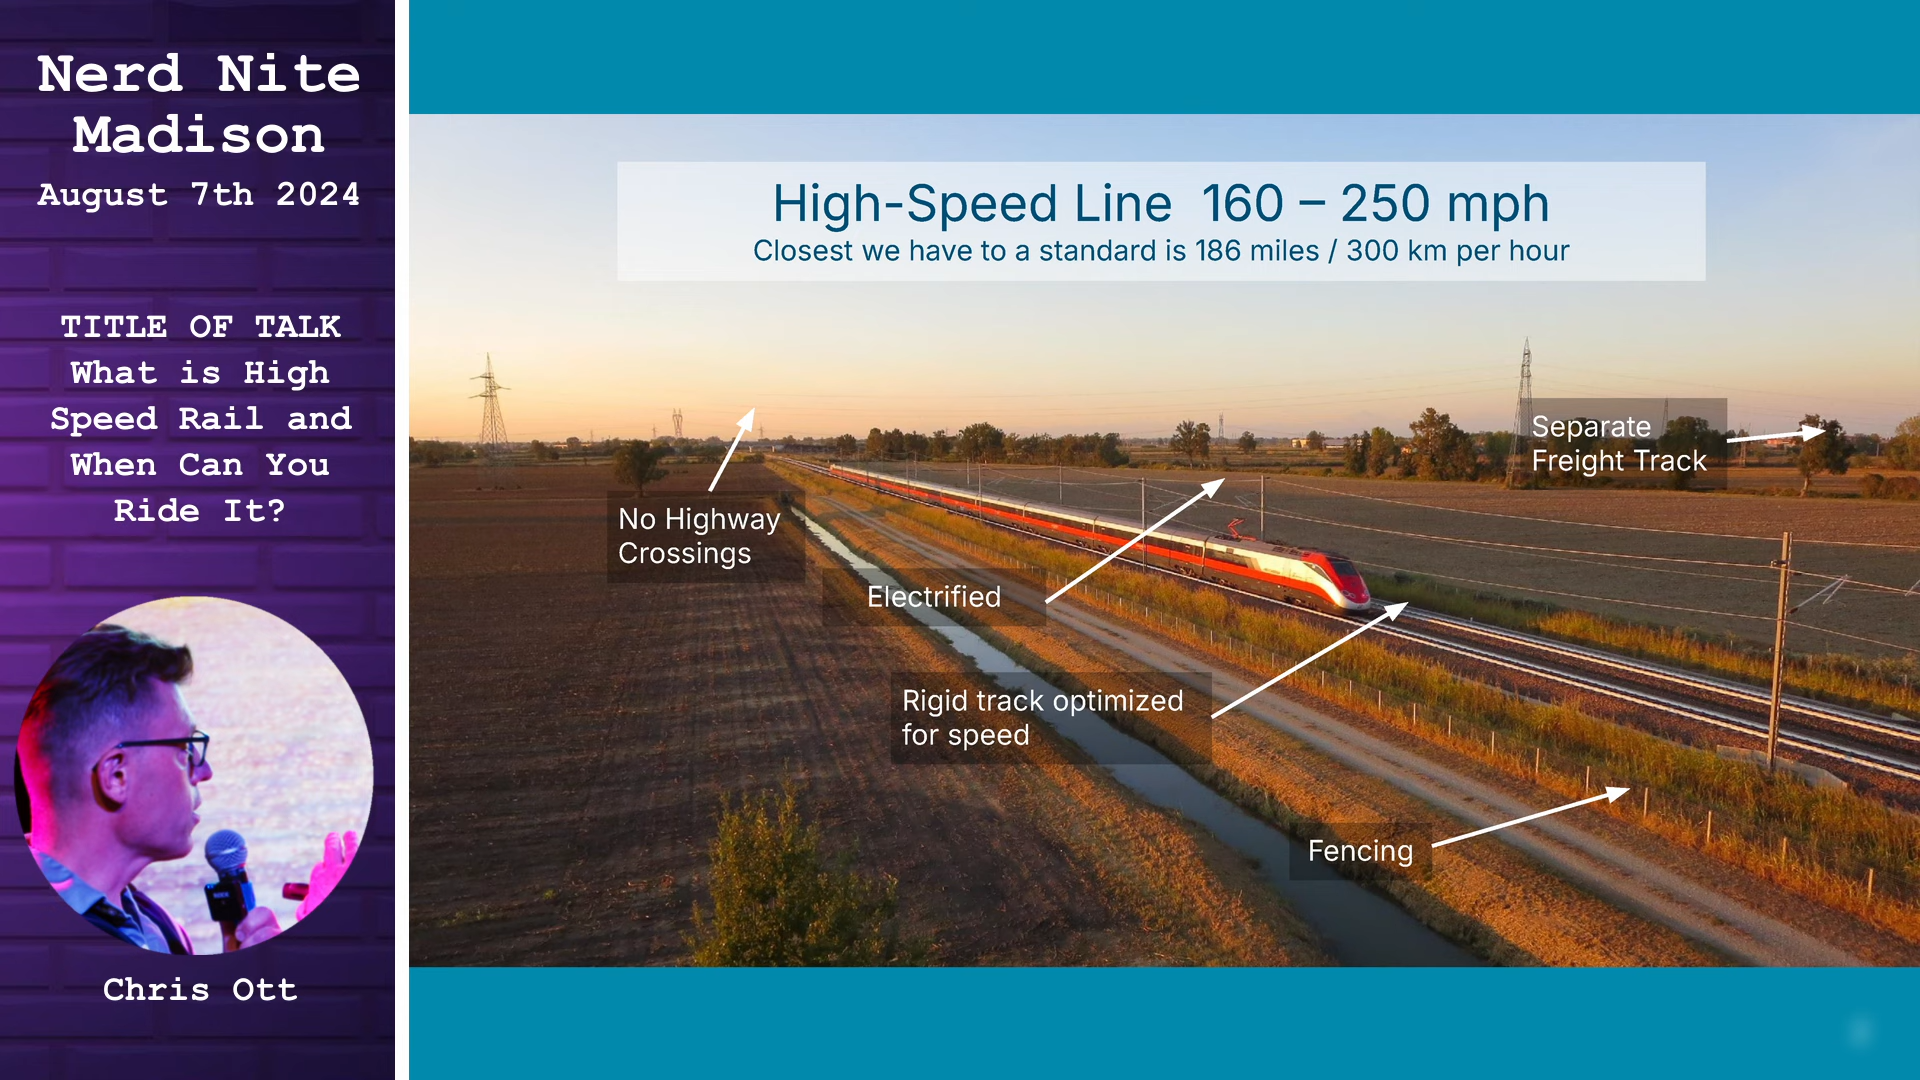 Nerd Nite
Madison
August 7th 2024
TITLE OF TALK
What is High
Speed Rail and
When Can You
Ride It?
Chris Ott
High-Speed Line 160 – 250 mph
Closest we have to a standard is 186 miles / 300 km per hour
Separate
Freight Track
No Highway
Crossings
Electrified
Rigid track optimized
for speed
Fencing